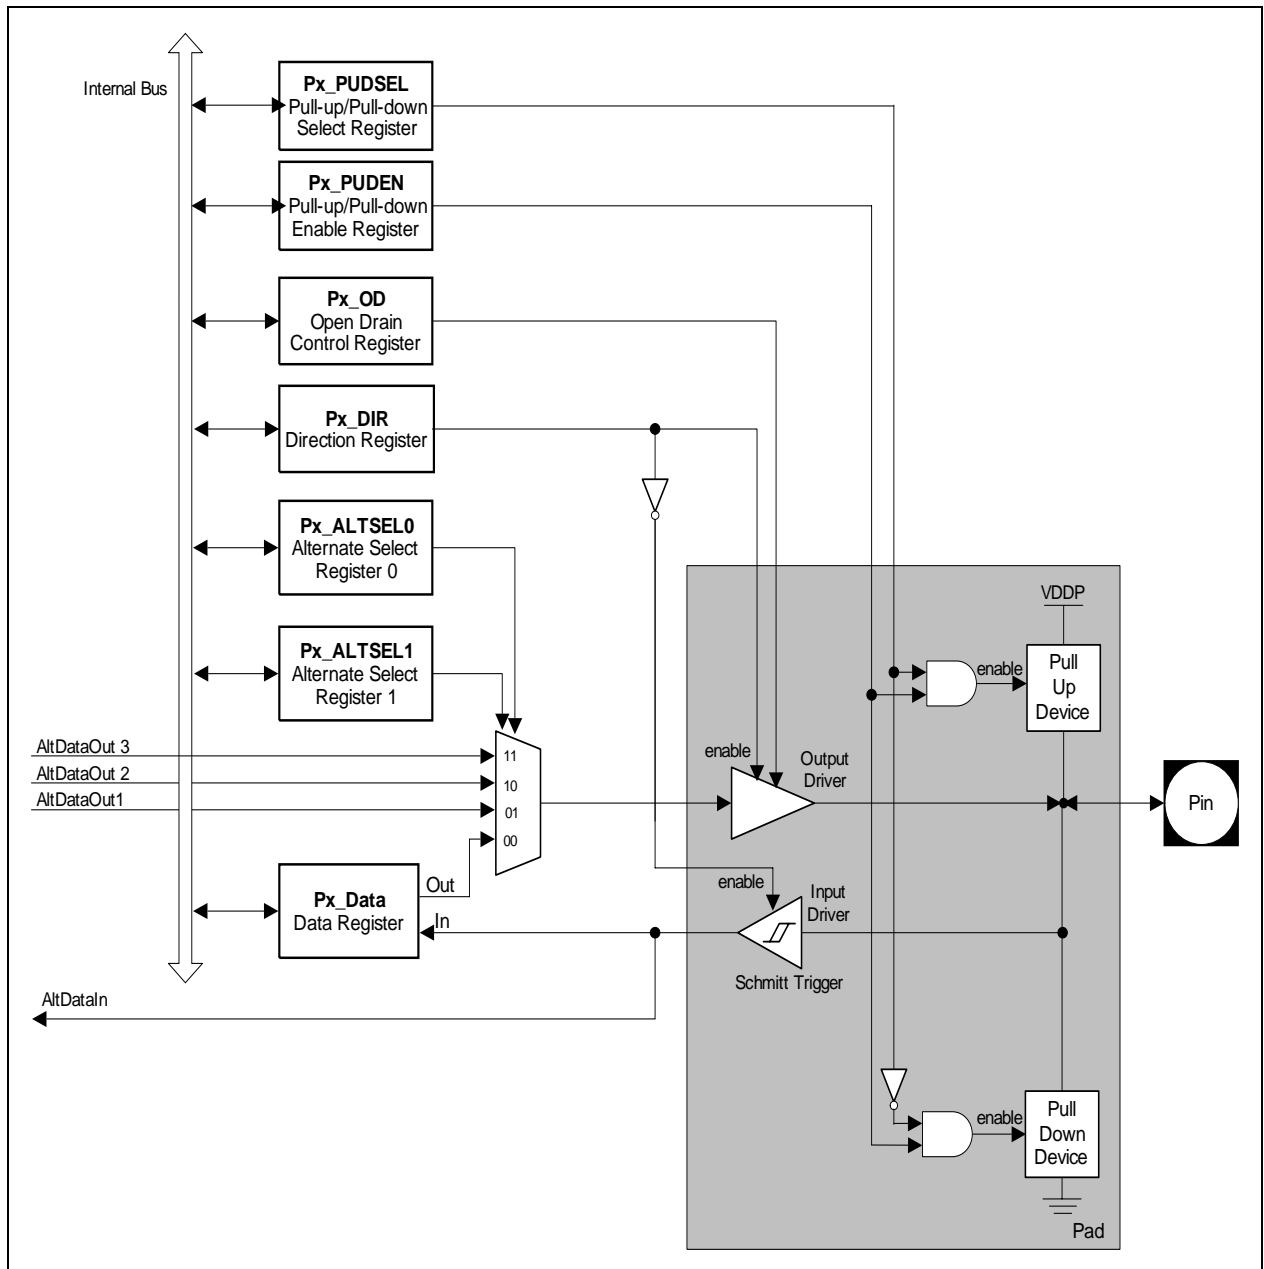 Internal Bus
Px_PUDSEL
Pull-up/Pull-down
Select Register
Px_PUDEN
Pull-up/Pull-down
Enable Register
Px_OD
Open Drain
Control Register
Px_DIR
Direction Register
Px_ALTSEL0
Alternate Select
Register 0
Px_ALTSEL1
Alternate Select
Register 1
AltDataOut 3
AltDataOut 2
AltDataOut1
11
10
01
00
Px_Data
Data Register
Out
In
AltDataIn
enable
Output
Driver
enable
Input
Driver
Schmitt Trigger
VDDP
enable
Pull
Up
Device
Pin
enable
Pull
Down
Device
Pad